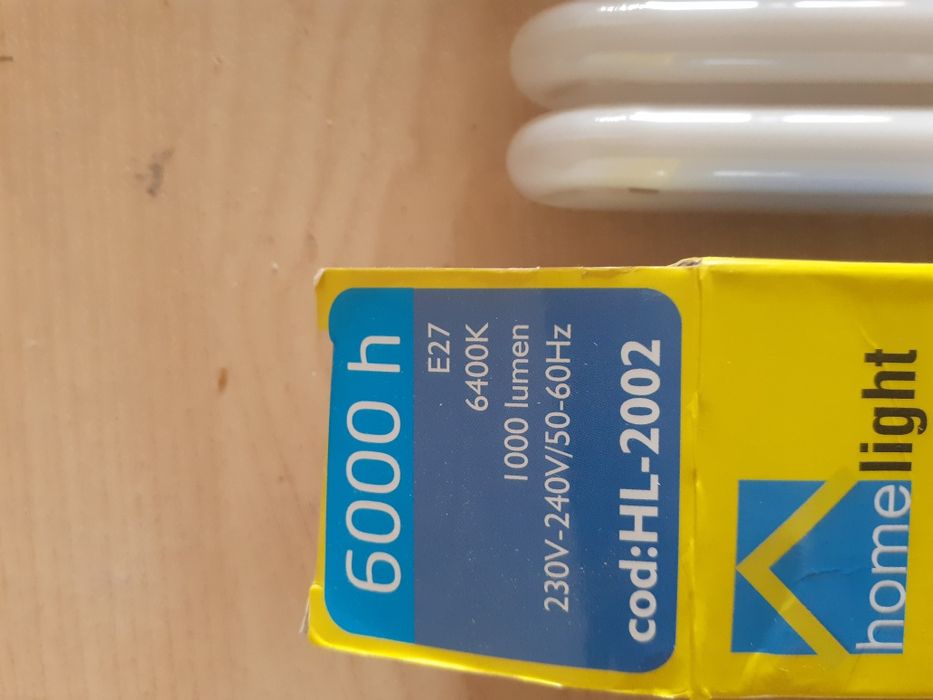 6000 h
E27
6400K
1000 lumen
230V-240V/50-60Hz
cod:HL-2002
homelight